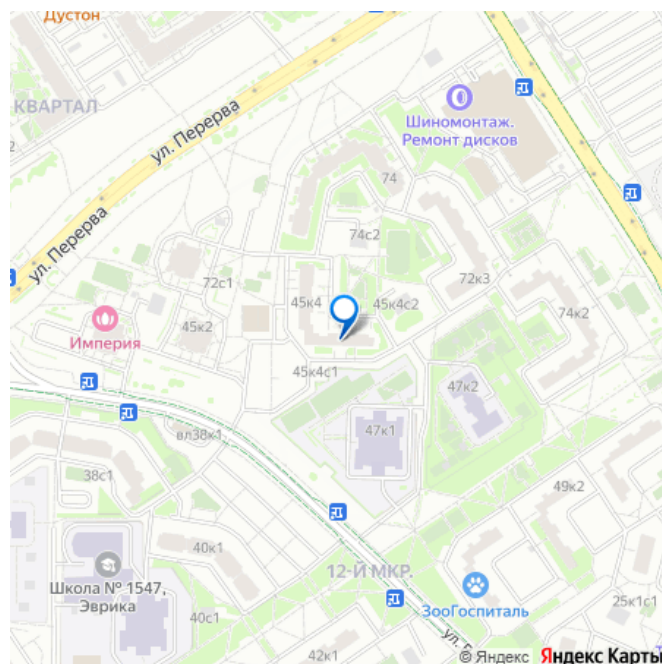 Дустон
КВАРТАЛ
ул. Перерва
Шиномонтаж.
Ремонт дисков
74
ул. Перерва
74с2
72с1
72к3
45к4
45к4с2
74к2
45к2
Империя
45к4с1
47к2
47к1
вл38к1
38с1
49к2
40к1
Школа № 1547,
Эврика
12-Й МКР.
ЗооГоспиталь
25к1с1
40с1
42к1
ул.
© Яндекс Яндекс Карты